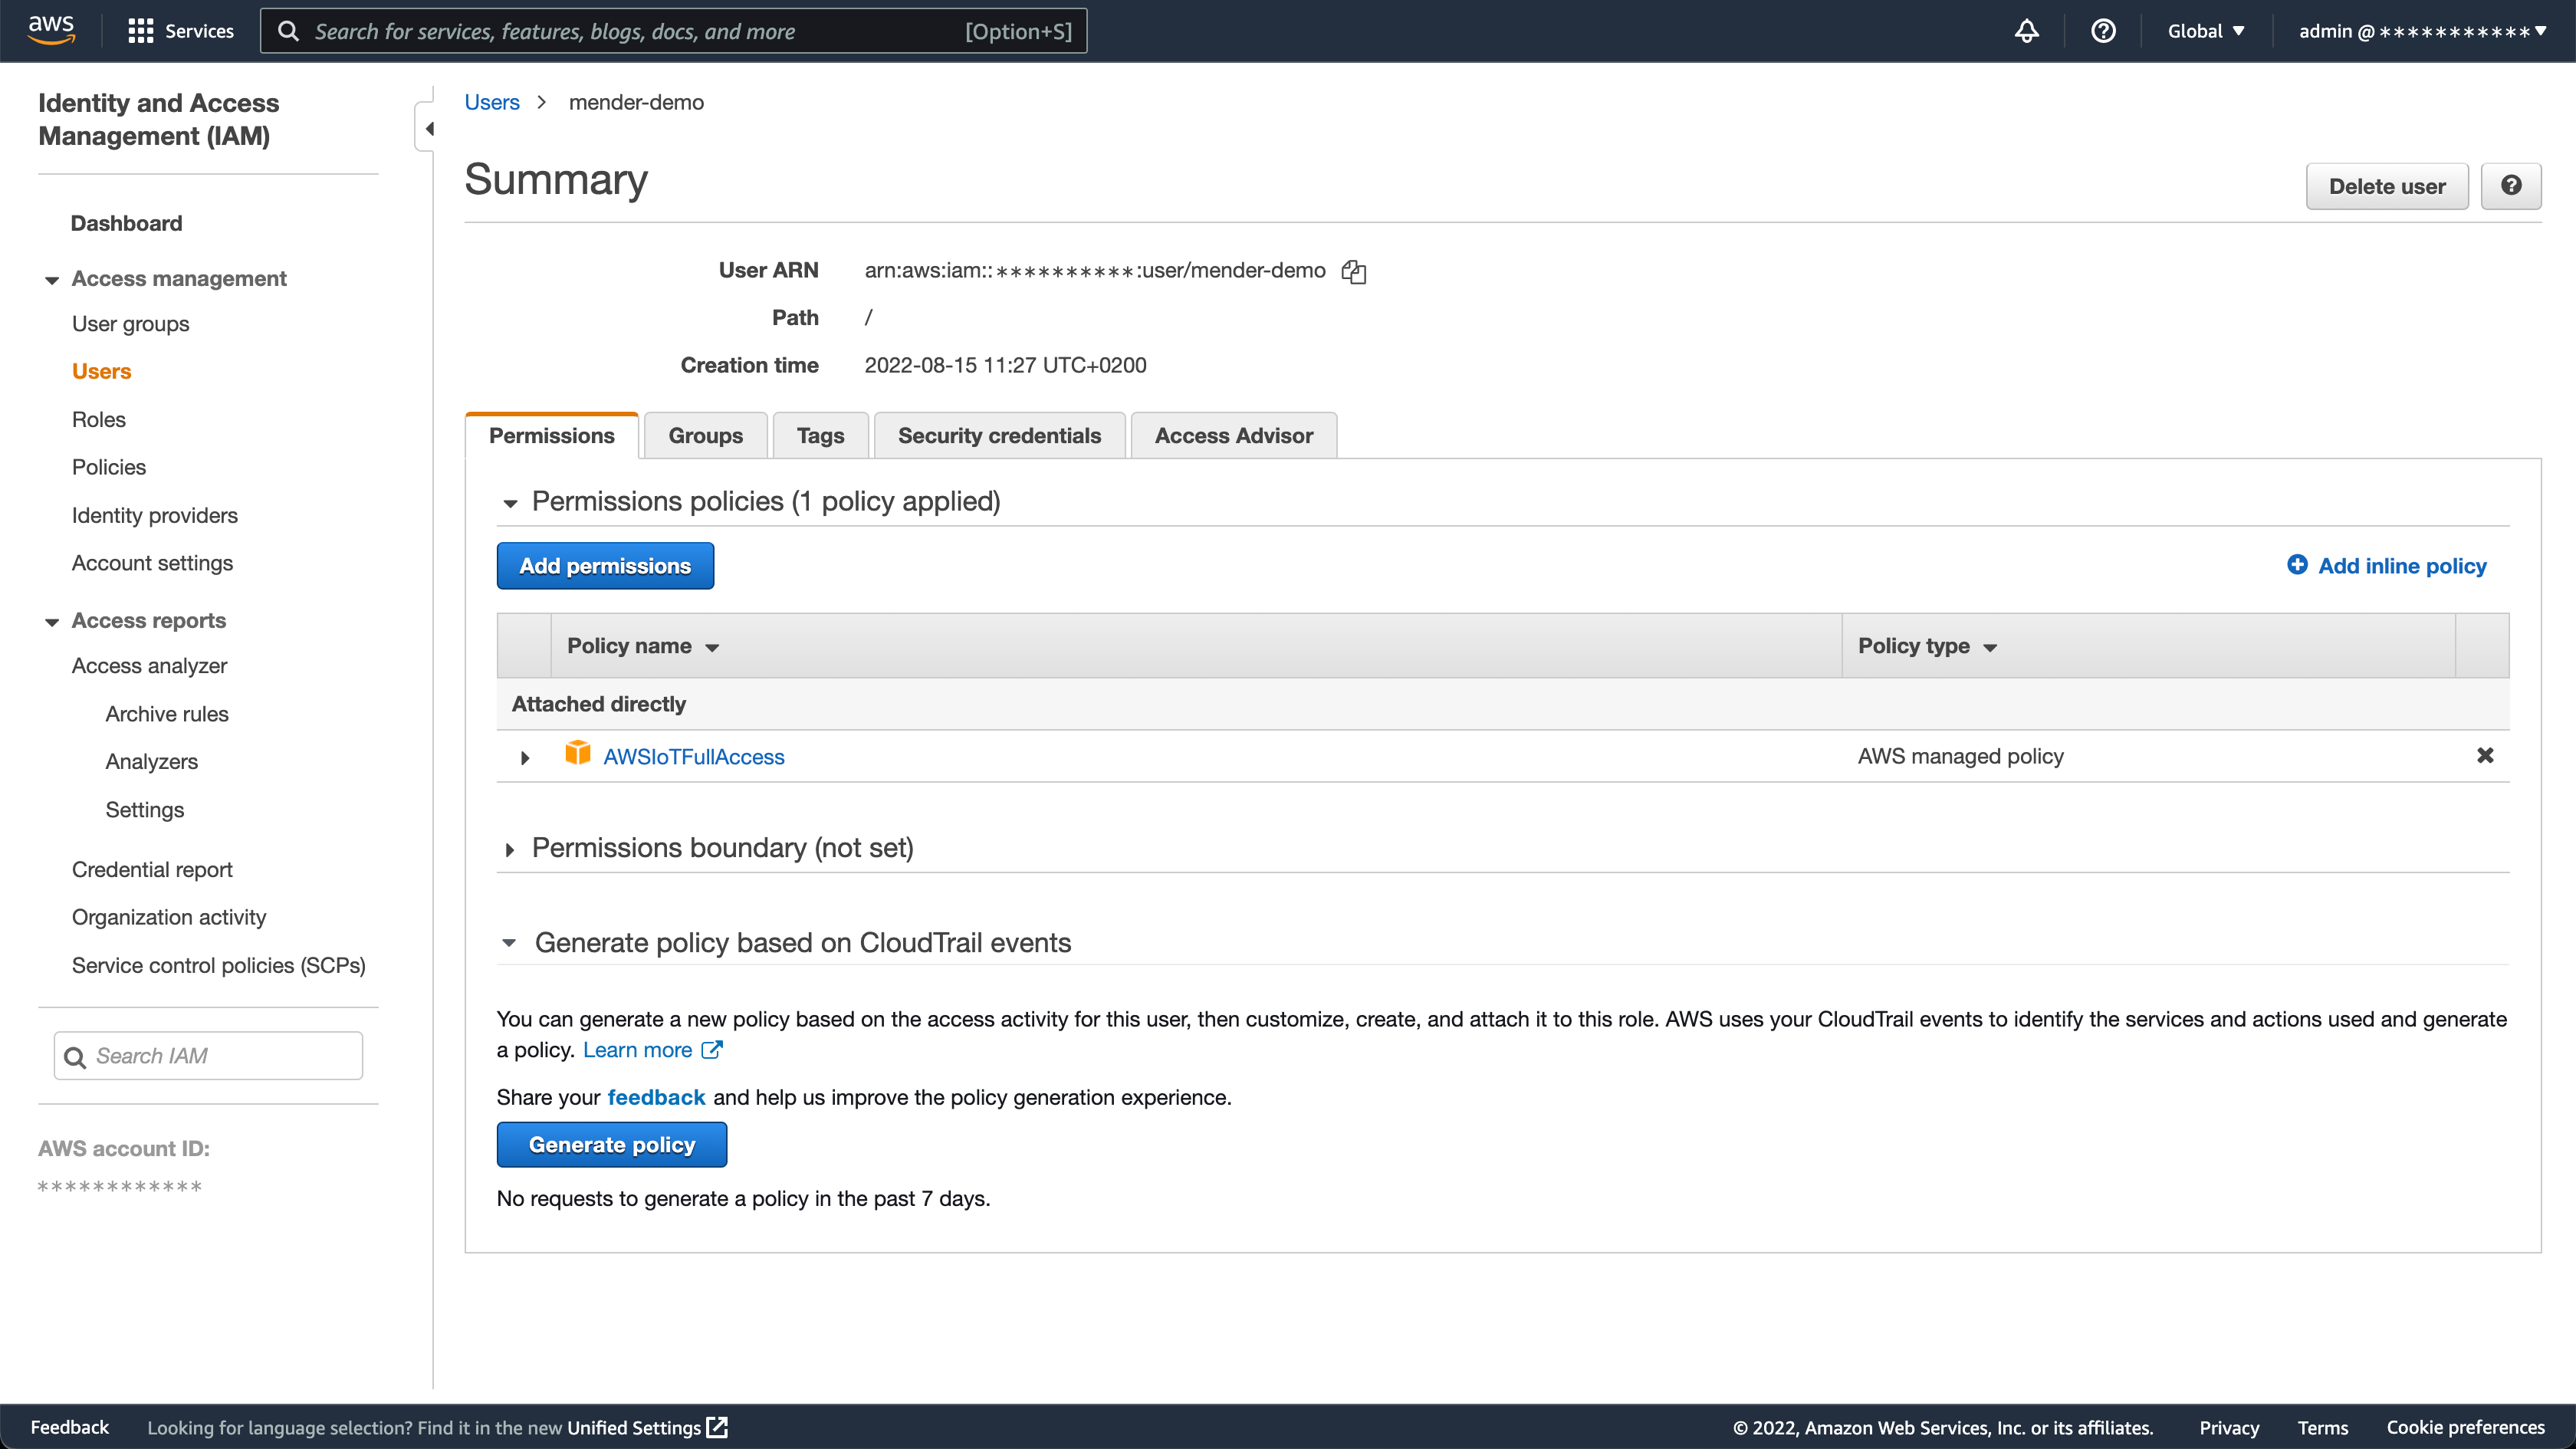 aws
Services
Search for services, features, blogs, docs, and more
[Option+S]
Global
admin @ ***********
Identity and Access
Management (IAM)
Dashboard
Access management
User groups
Users
Roles
Policies
Identity providers
Account settings
Access reports
Access analyzer
Archive rules
Analyzers
Settings
Credential report
Organization activity
Service control policies (SCPs)
Search IAM
AWS account ID:
************
Users > mender-demo
Summary
Delete user
User ARN arn:aws:iam::**********:user/mender-demo
Path /
Creation time 2022-08-15 11:27 UTC+0200
Permissions
Groups
Tags
Security credentials
Access Advisor
Permissions policies (1 policy applied)
Add permissions
Add inline policy
Policy name
Policy type
Attached directly
AWSIoTFullAccess
AWS managed policy
Permissions boundary (not set)
Generate policy based on CloudTrail events
You can generate a new policy based on the access activity for this user, then customize, create, and attach it to this role. AWS uses your CloudTrail events to identify the services and actions used and generate
a policy. Learn more
Share your feedback and help us improve the policy generation experience.
Generate policy
No requests to generate a policy in the past 7 days.
Feedback
Looking for language selection? Find it in the new Unified Settings
© 2022, Amazon Web Services, Inc. or its affiliates.
Privacy
Terms
Cookie preferences